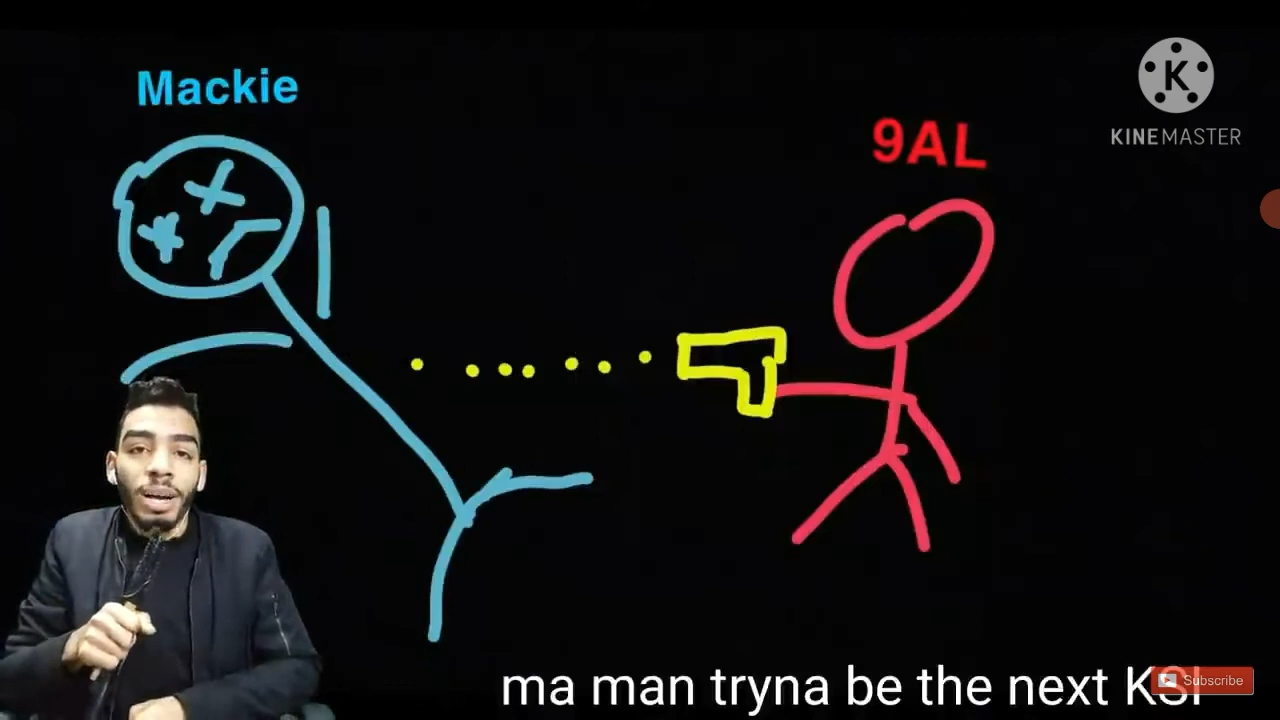 Mackie
9AL
K
KINEMASTER
ma man tryna be the next KSI
Subscribe